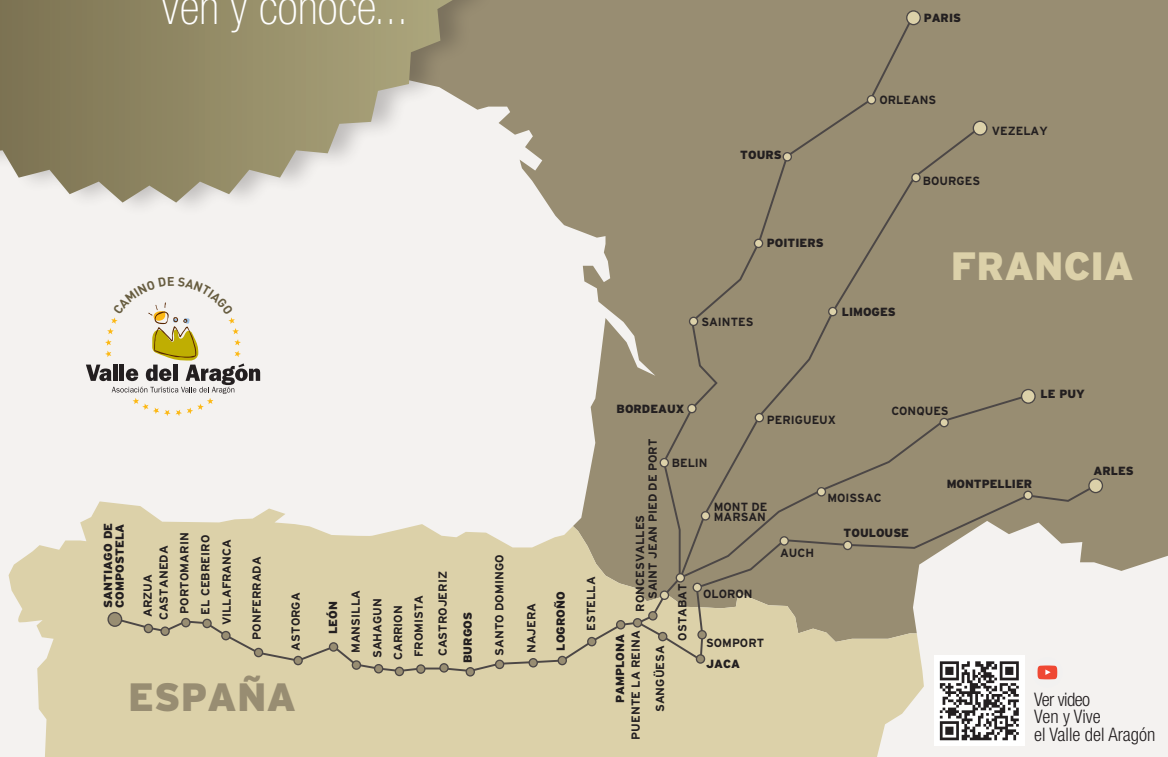 Ven y conoce...
PARIS
ORLEANS
VEZELAY
TOURS
BOURGES
POITIERS
FRANCIA
CAMINO DE SANTIAGO
LIMOGES
SAINTES
Valle del Aragón
Asociación Turística Valle del Aragón
LE PUY
BORDEAUX
CONQUES
PERIGUEUX
BELIN
ARLES
MONTPELLIER
MOISSAC
MONT DE
MARSAN
TOULOUSE
AUCH
SANTIAGO DE
COMPOSTELA
ARZUA
CASTANEDA
PORTOMARIN
EL CEBREIRO
VILLAFRANCA
PONFERRADA
ASTORGA
LEÓN
MANSILLA
SAHAGUN
CARRION
FROMISTA
CASTROJERIZ
BURGOS
SANTO DOMINGO
NAJERA
LOGROÑO
ESTELLA
PAMPLONA
PUENTE LA REINA
RONCESVALLES
SAINT JEAN PIED DE PORT
SANGÜESA
OSTABAT
OLORON
SOMPORT
JACA
ESPAÑA
Ver video
Ven y Vive
el Valle del Aragón